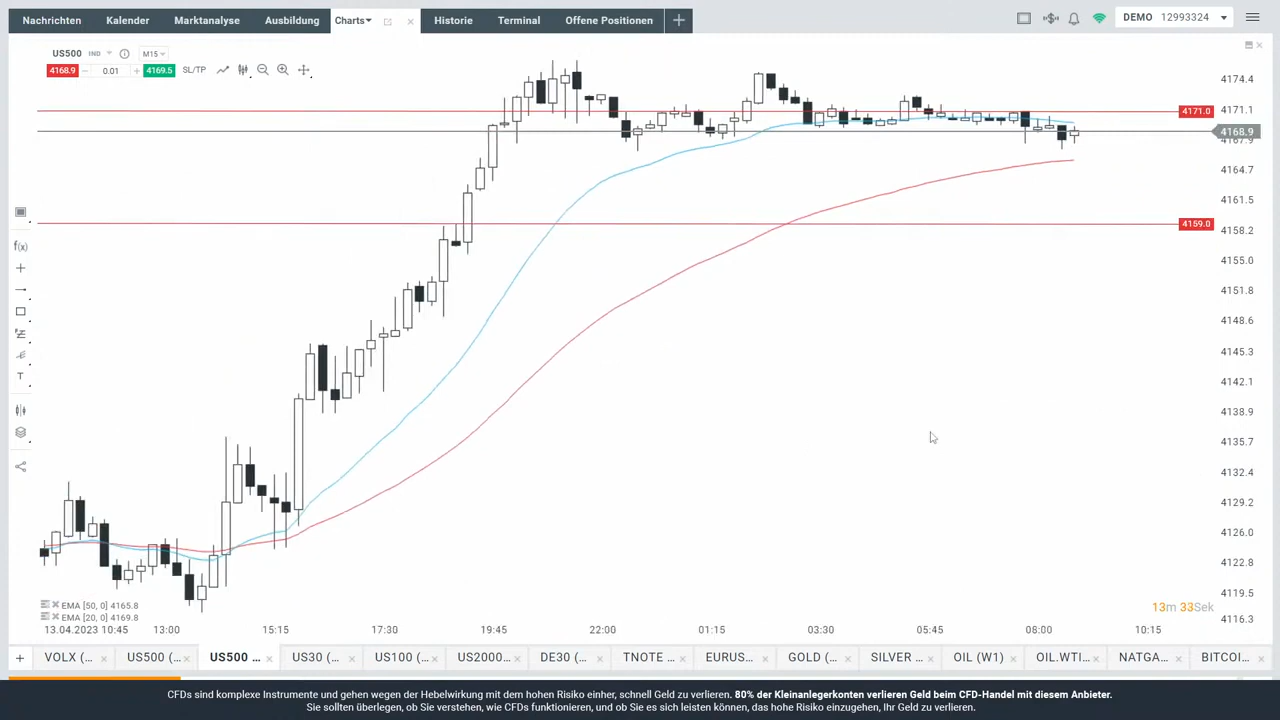 Nachrichten Kalender Marktanalyse Ausbildung Charts Historie Terminal Offene Positionen DEMO 12993324
US500 IND M15
4168.9 0.01 4169.5 SL/TP
4174.4
4171.0 4171.1
4168.9
4167.9
4164.7
4161.5
4159.0 4158.2
f(x)
4155.0
4151.8
4148.6
4145.3
T
4142.1
4138.9
4135.7
4132.4
4129.2
4126.0
4122.8
4119.5
EMA [50, 0] 4165.8 13m 33Sek
EMA [20, 0] 4169.8 4116.3
13.04.2023 10:45 13:00 15:15 17:30 19:45 22:00 01:15 03:30 05:45 08:00 10:15
VOLX (... US500 (... US500 ... US30 (... US100 (... US2000... DE30 (... TNOTE ... EURUS... GOLD (... SILVER ... OIL (W1) OIL.WTI... NATGA... BITCOI...
CFDs sind komplexe Instrumente und gehen wegen der Hebelwirkung mit dem hohen Risiko einher, schnell Geld zu verlieren. 80% der Kleinanlegerkonten verlieren Geld beim CFD-Handel mit diesem Anbieter.
Sie sollten überlegen, ob Sie verstehen, wie CFDs funktionieren, und ob Sie es sich leisten können, das hohe Risiko einzugehen, Ihr Geld zu verlieren.